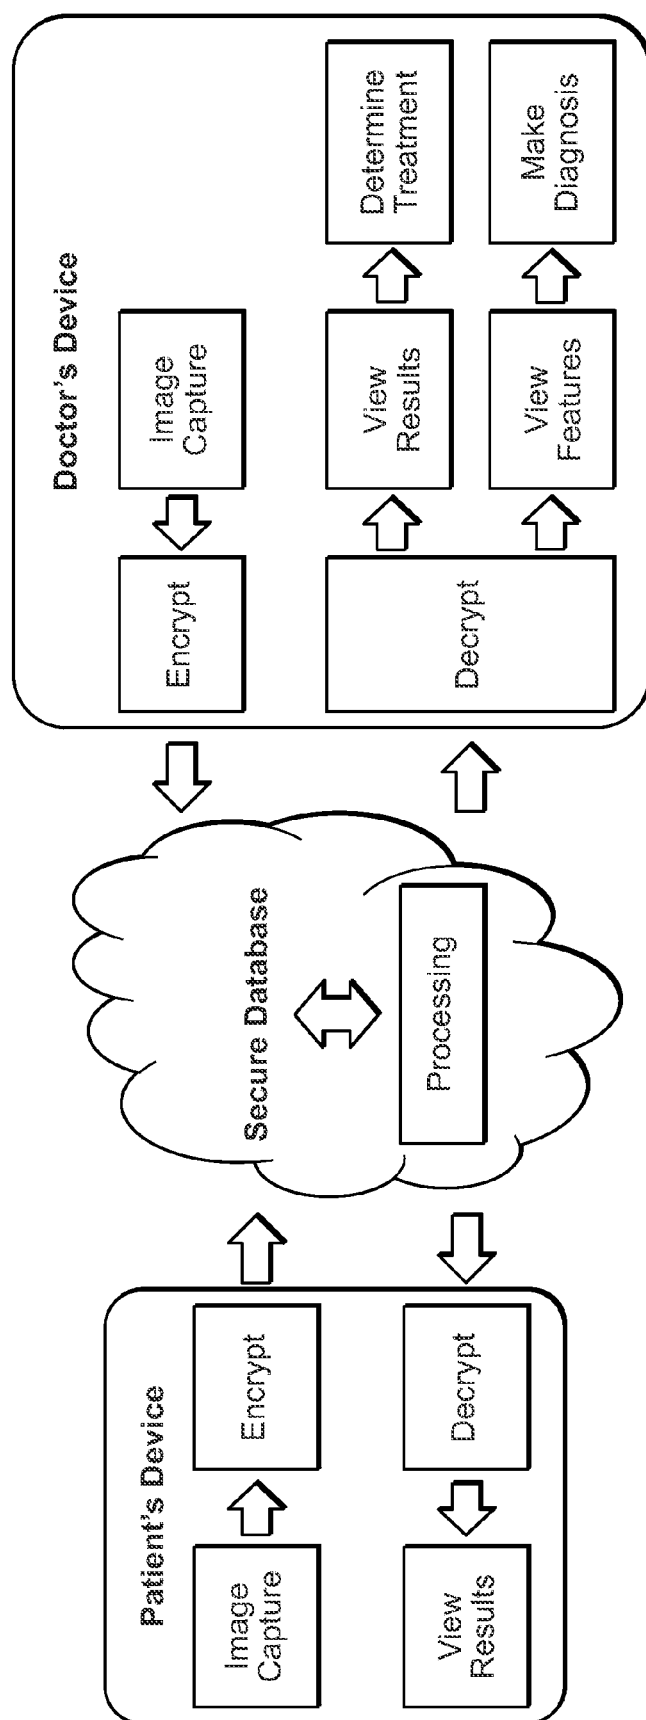 Patient's Device
Image
Capture
Encrypt
View
Results
Decrypt
Secure Database
Processing
Doctor's Device
Encrypt
Image
Capture
Decrypt
View
Results
Determine
Treatment
View
Features
Make
Diagnosis